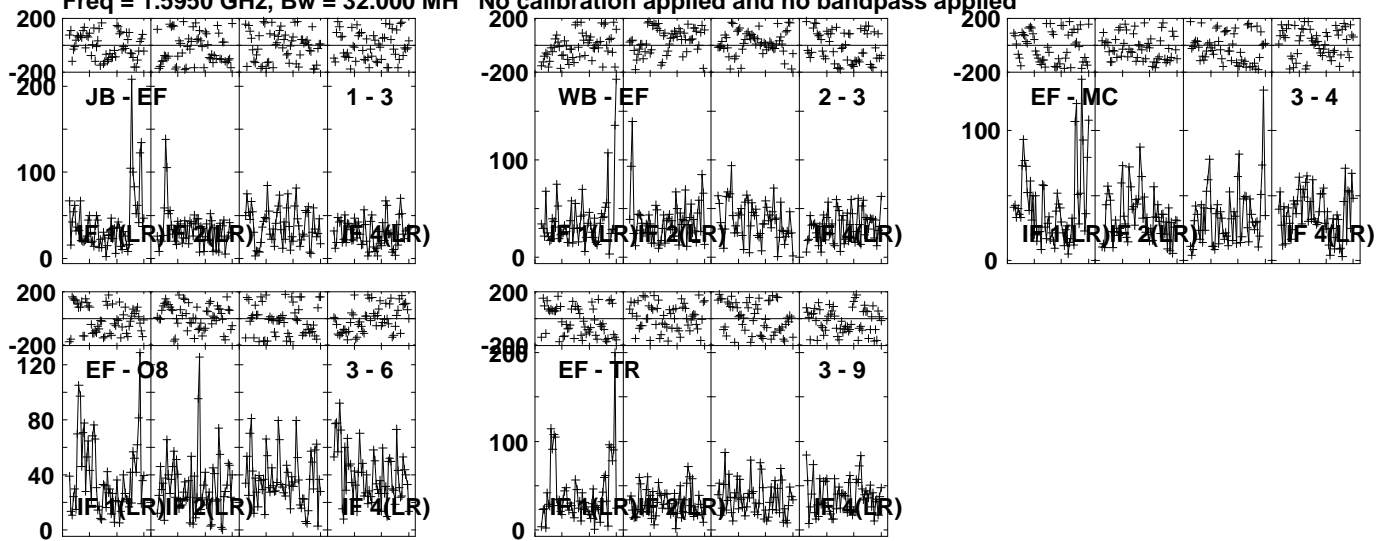 Freq = 1.5950 GHz, Bw = 32.000 MH No calibration applied and no bandpass applied
200
-200
200
100
0
JB - EF 1 - 3
IF 1(LR) IF 2(LR) IF 4(LR)
200
-200
100
0
WB - EF 2 - 3
IF 1(LR) IF 2(LR) IF 4(LR)
200
-200
100
0
EF - MC 3 - 4
IF 1(LR) IF 2(LR) IF 4(LR)
200
-200
120
80
40
0
EF - O8 3 - 6
IF 1(LR) IF 2(LR) IF 4(LR)
200
-200
200
100
0
EF - TR 3 - 9
IF 1(LR) IF 2(LR) IF 4(LR)